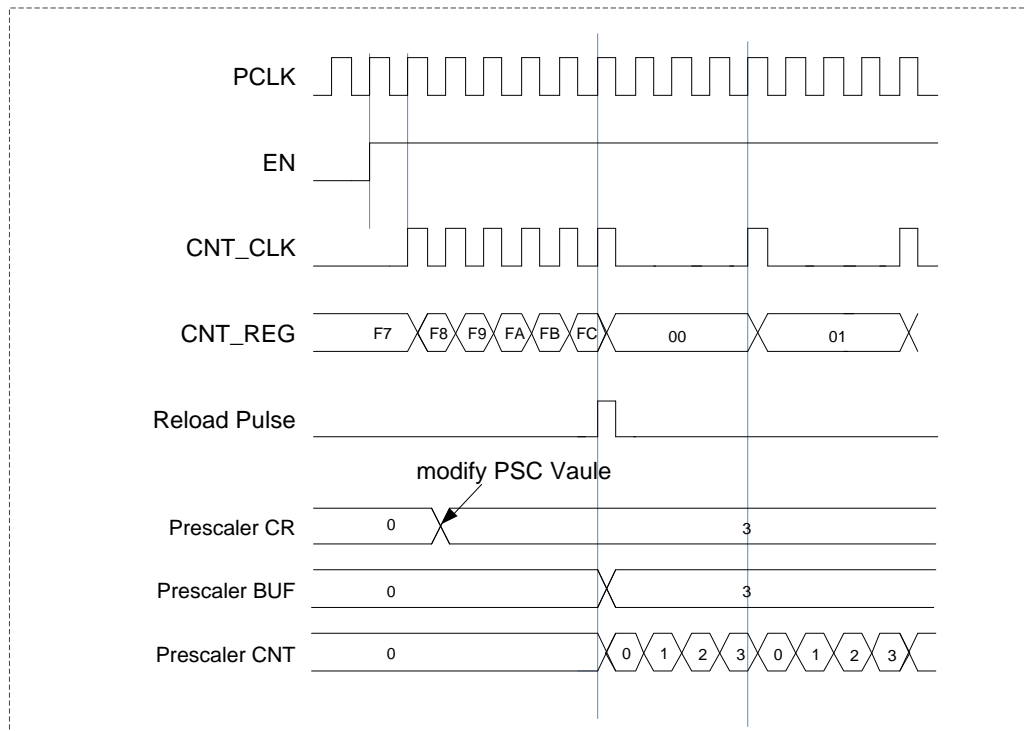 PCLK
EN
CNT_CLK
CNT_REG F7 F8 F9 FA FB FC 00 01
Reload Pulse
modify PSC Vaule
Prescaler CR 0 3
Prescaler BUF 0 3
Prescaler CNT 0 0 1 2 3 0 1 2 3